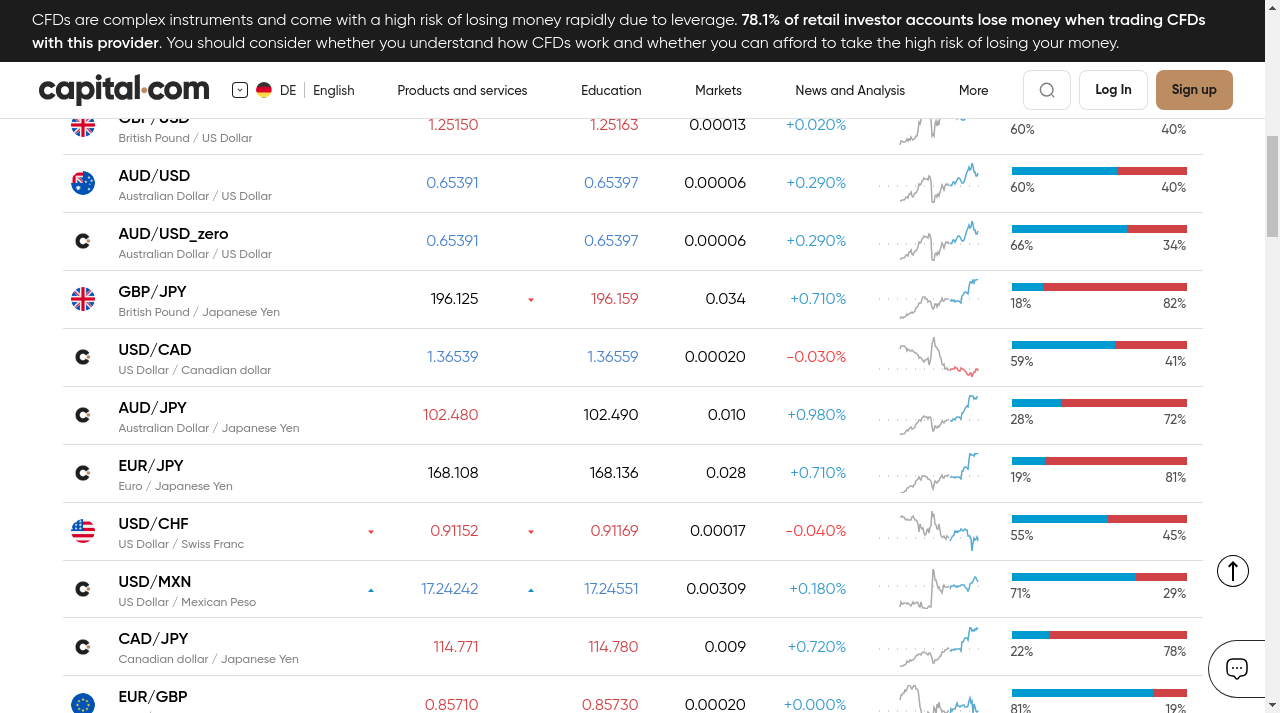 CFDs are complex instruments and come with a high risk of losing money rapidly due to leverage. 78.1% of retail investor accounts lose money when trading CFDs
with this provider. You should consider whether you understand how CFDs work and whether you can afford to take the high risk of losing your money.
capital.com DE English Products and services Education Markets News and Analysis More Log In Sign up
GBP/USD 1.25150 1.25163 0.00013 +0.020%
British Pound / US Dollar 60% 40%
AUD/USD 0.65391 0.65397 0.00006 +0.290%
Australian Dollar / US Dollar 60% 40%
AUD/USD_zero 0.65391 0.65397 0.00006 +0.290%
Australian Dollar / US Dollar 66% 34%
GBP/JPY 196.125 196.159 0.034 +0.710%
British Pound / Japanese Yen 18% 82%
USD/CAD 1.36539 1.36559 0.00020 -0.030%
US Dollar / Canadian dollar 59% 41%
AUD/JPY 102.480 102.490 0.010 +0.980%
Australian Dollar / Japanese Yen 28% 72%
EUR/JPY 168.108 168.136 0.028 +0.710%
Euro / Japanese Yen 19% 81%
USD/CHF 0.91152 0.91169 0.00017 -0.040%
US Dollar / Swiss Franc 55% 45%
USD/MXN 17.24242 17.24551 0.00309 +0.180%
US Dollar / Mexican Peso 71% 29%
CAD/JPY 114.771 114.780 0.009 +0.720%
Canadian dollar / Japanese Yen 22% 78%
EUR/GBP 0.85710 0.85730 0.00020 +0.000%
81% 19%